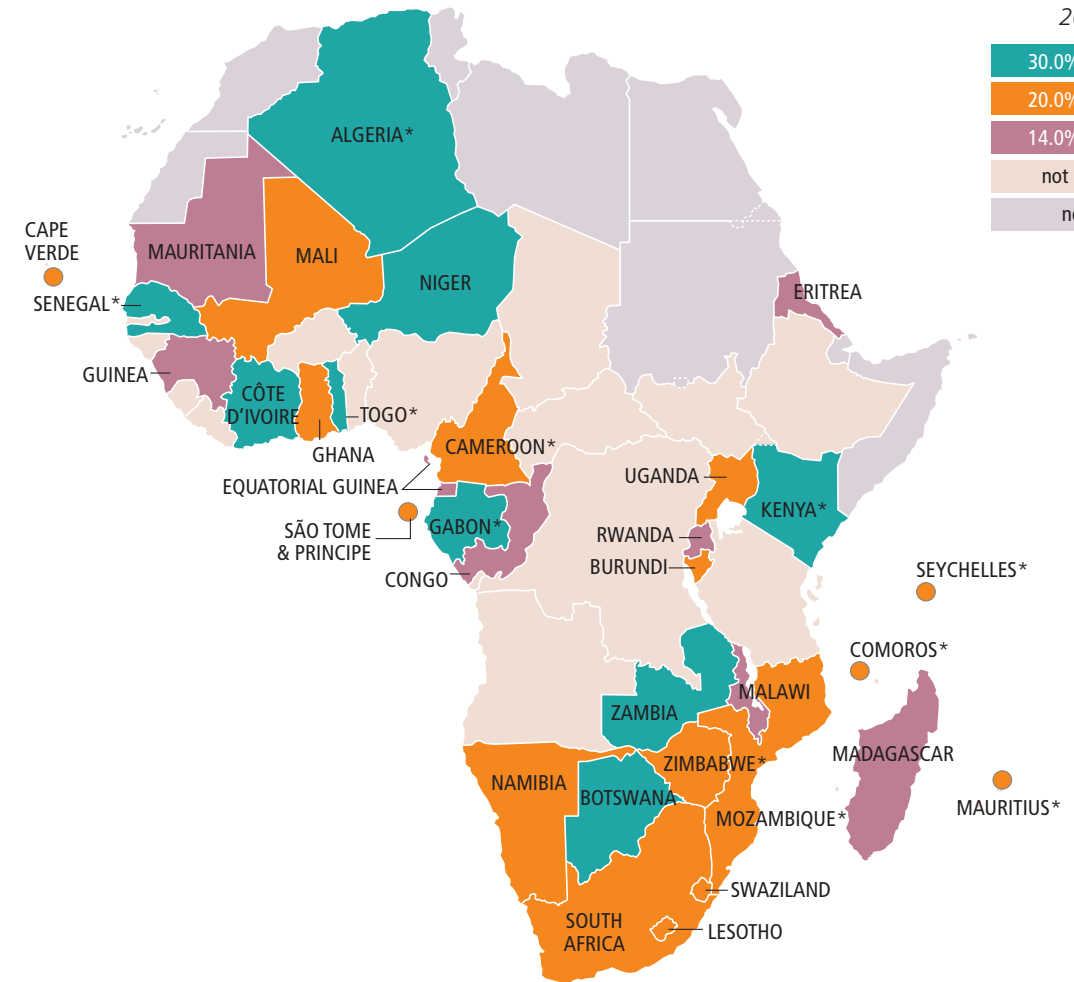 30.0%
20.0%
14.0%
not
ALGERIA*
CAPE
VERDE
MAURITANIA
MALI
NIGER
SENEGAL*
ERITREA
GUINEA
CÔTE
D'IVOIRE
TOGO*
GHANA
CAMEROON*
EQUATORIAL GUINEA
UGANDA
KENYA*
SÃO TOME
& PRINCIPE
GABON*
RWANDA
BURUNDI
CONGO
SEYCHELLES*
COMOROS*
MALAWI
ZAMBIA
MADAGASCAR
ZIMBABWE*
NAMIBIA
BOTSWANA
MAURITIUS*
MOZAMBIQUE*
SWAZILAND
SOUTH
AFRICA
LESOTHO